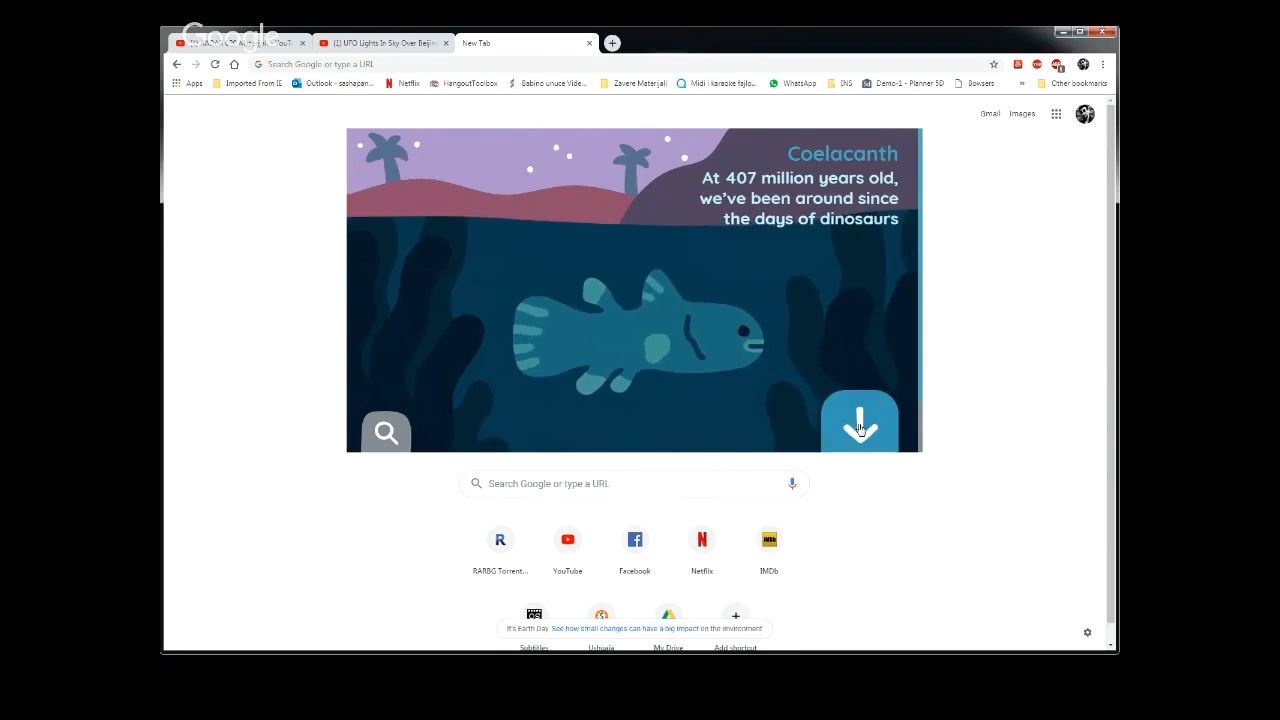 Google
(1) UFO Lights In Sky Over Beijin
New Tab
Search Google or type a URL
Apps
Imported From IE
Outlook - sashapan...
Netflix
HangoutToolbox
Babino unuce Vide...
Zavere Materijali
Midi i karaoke fajlo...
WhatsApp
INS
Demo-1 - Planner 5D
Bowsers
»
Other bookmarks
Gmail
Images
Coelacanth
At 407 million years old,
we've been around since
the days of dinosaurs
Search Google or type a URL
RARBG Torrent...
YouTube
Facebook
Netflix
IMDb
It's Earth Day See how small changes can have a big impact on the environment
Subtitles
Ushuaia
My Drive
Add shortcut